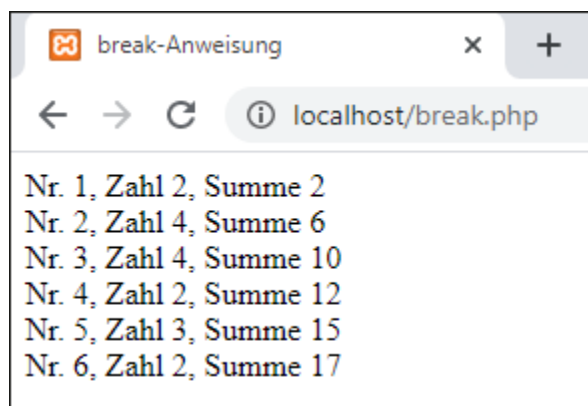 break-Anweisung
localhost/break.php
Nr. 1, Zahl 2, Summe 2
Nr. 2, Zahl 4, Summe 6
Nr. 3, Zahl 4, Summe 10
Nr. 4, Zahl 2, Summe 12
Nr. 5, Zahl 3, Summe 15
Nr. 6, Zahl 2, Summe 17